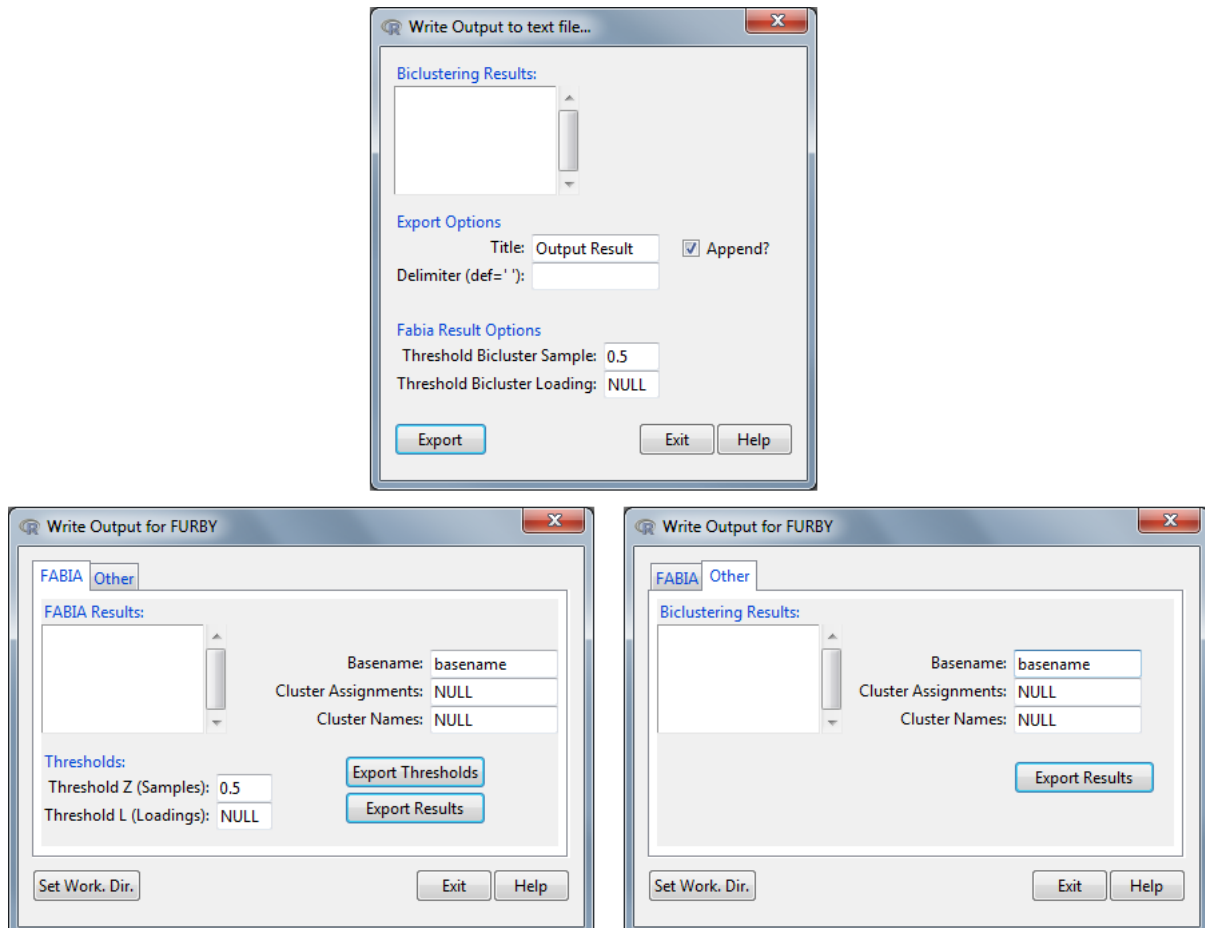 Write Output to text file...
Biclustering Results:
Export Options
Title: Output Result Append?
Delimiter (def=' '):
Fabia Result Options
Threshold Bicluster Sample: 0.5
Threshold Bicluster Loading: NULL
Export Exit Help
Write Output for FURBY
FABIA Other
FABIA Results:
Basename: basename
Cluster Assignments: NULL
Cluster Names: NULL
Thresholds:
Threshold Z (Samples): 0.5
Threshold L (Loadings): NULL
Export Thresholds
Export Results
Set Work. Dir. Exit Help
Write Output for FURBY
FABIA Other
Biclustering Results:
Basename: basename
Cluster Assignments: NULL
Cluster Names: NULL
Export Results
Set Work. Dir. Exit Help